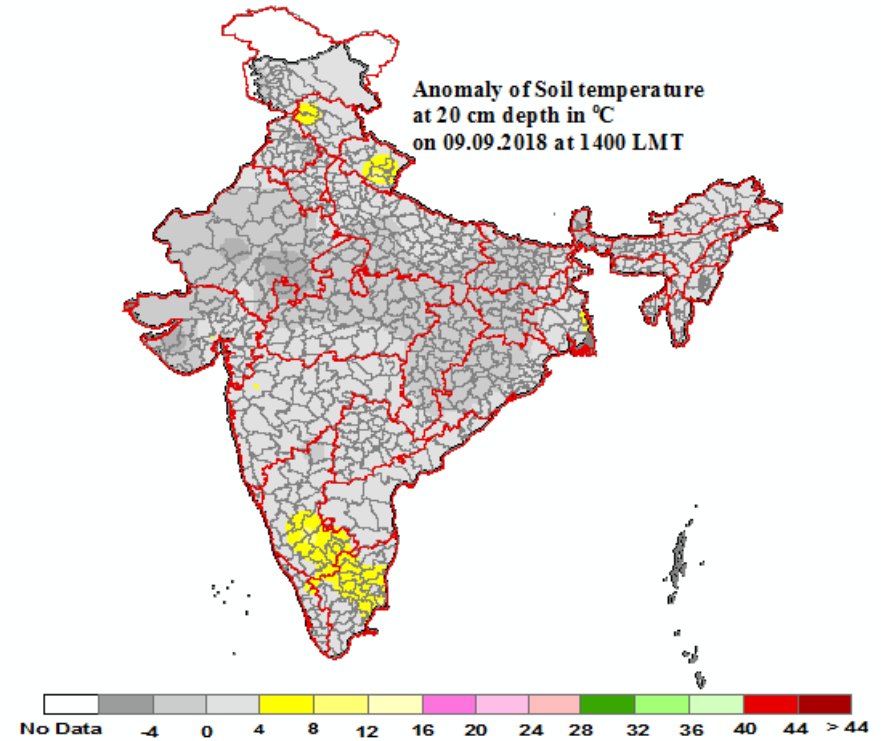 Anomaly of Soil temperature
at 20 cm depth in ⁰C
on 09.09.2018 at 1400 LMT
No Data -4 0 4 8 12 16 20 24 28 32 36 40 44 > 44